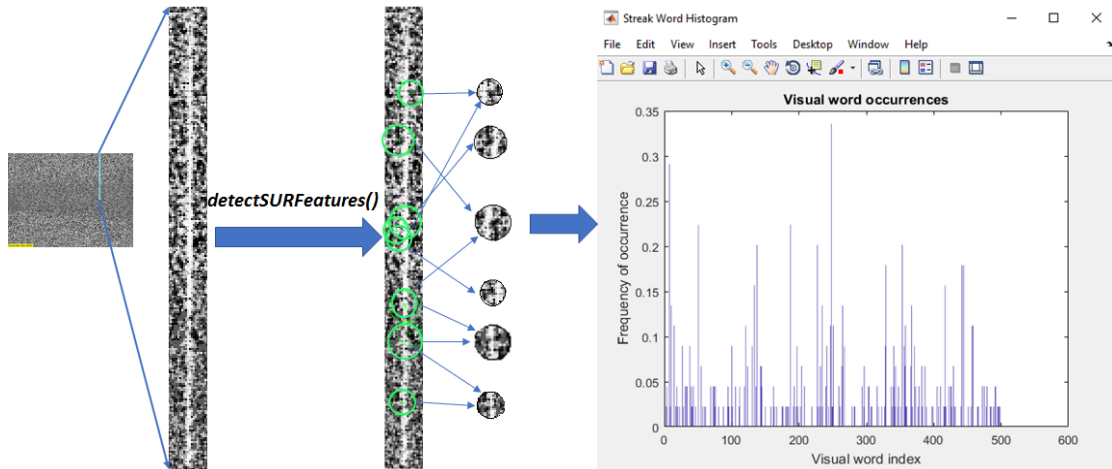 detectSURFeatures()
Streak Word Histogram
File Edit View Insert Tools Desktop Window Help
Visual word occurrences
Frequency of occurrence
0.35
0.3
0.25
0.2
0.15
0.1
0.05
0
0 100 200 300 400 500 600
Visual word index